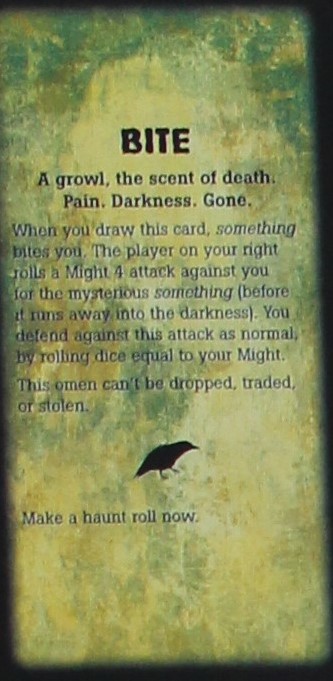 BITE
A growl, the scent of death.
Pain. Darkness. Gone.
When you draw this card, something
bites you. The player on your right
rolls a Might 4 attack against you
for the mysterious something (before
it runs away into the darkness). You
defend against this attack as normal,
by rolling dice equal to your Might.
This omen can't be dropped, traded,
or stolen.
Make a haunt roll now.